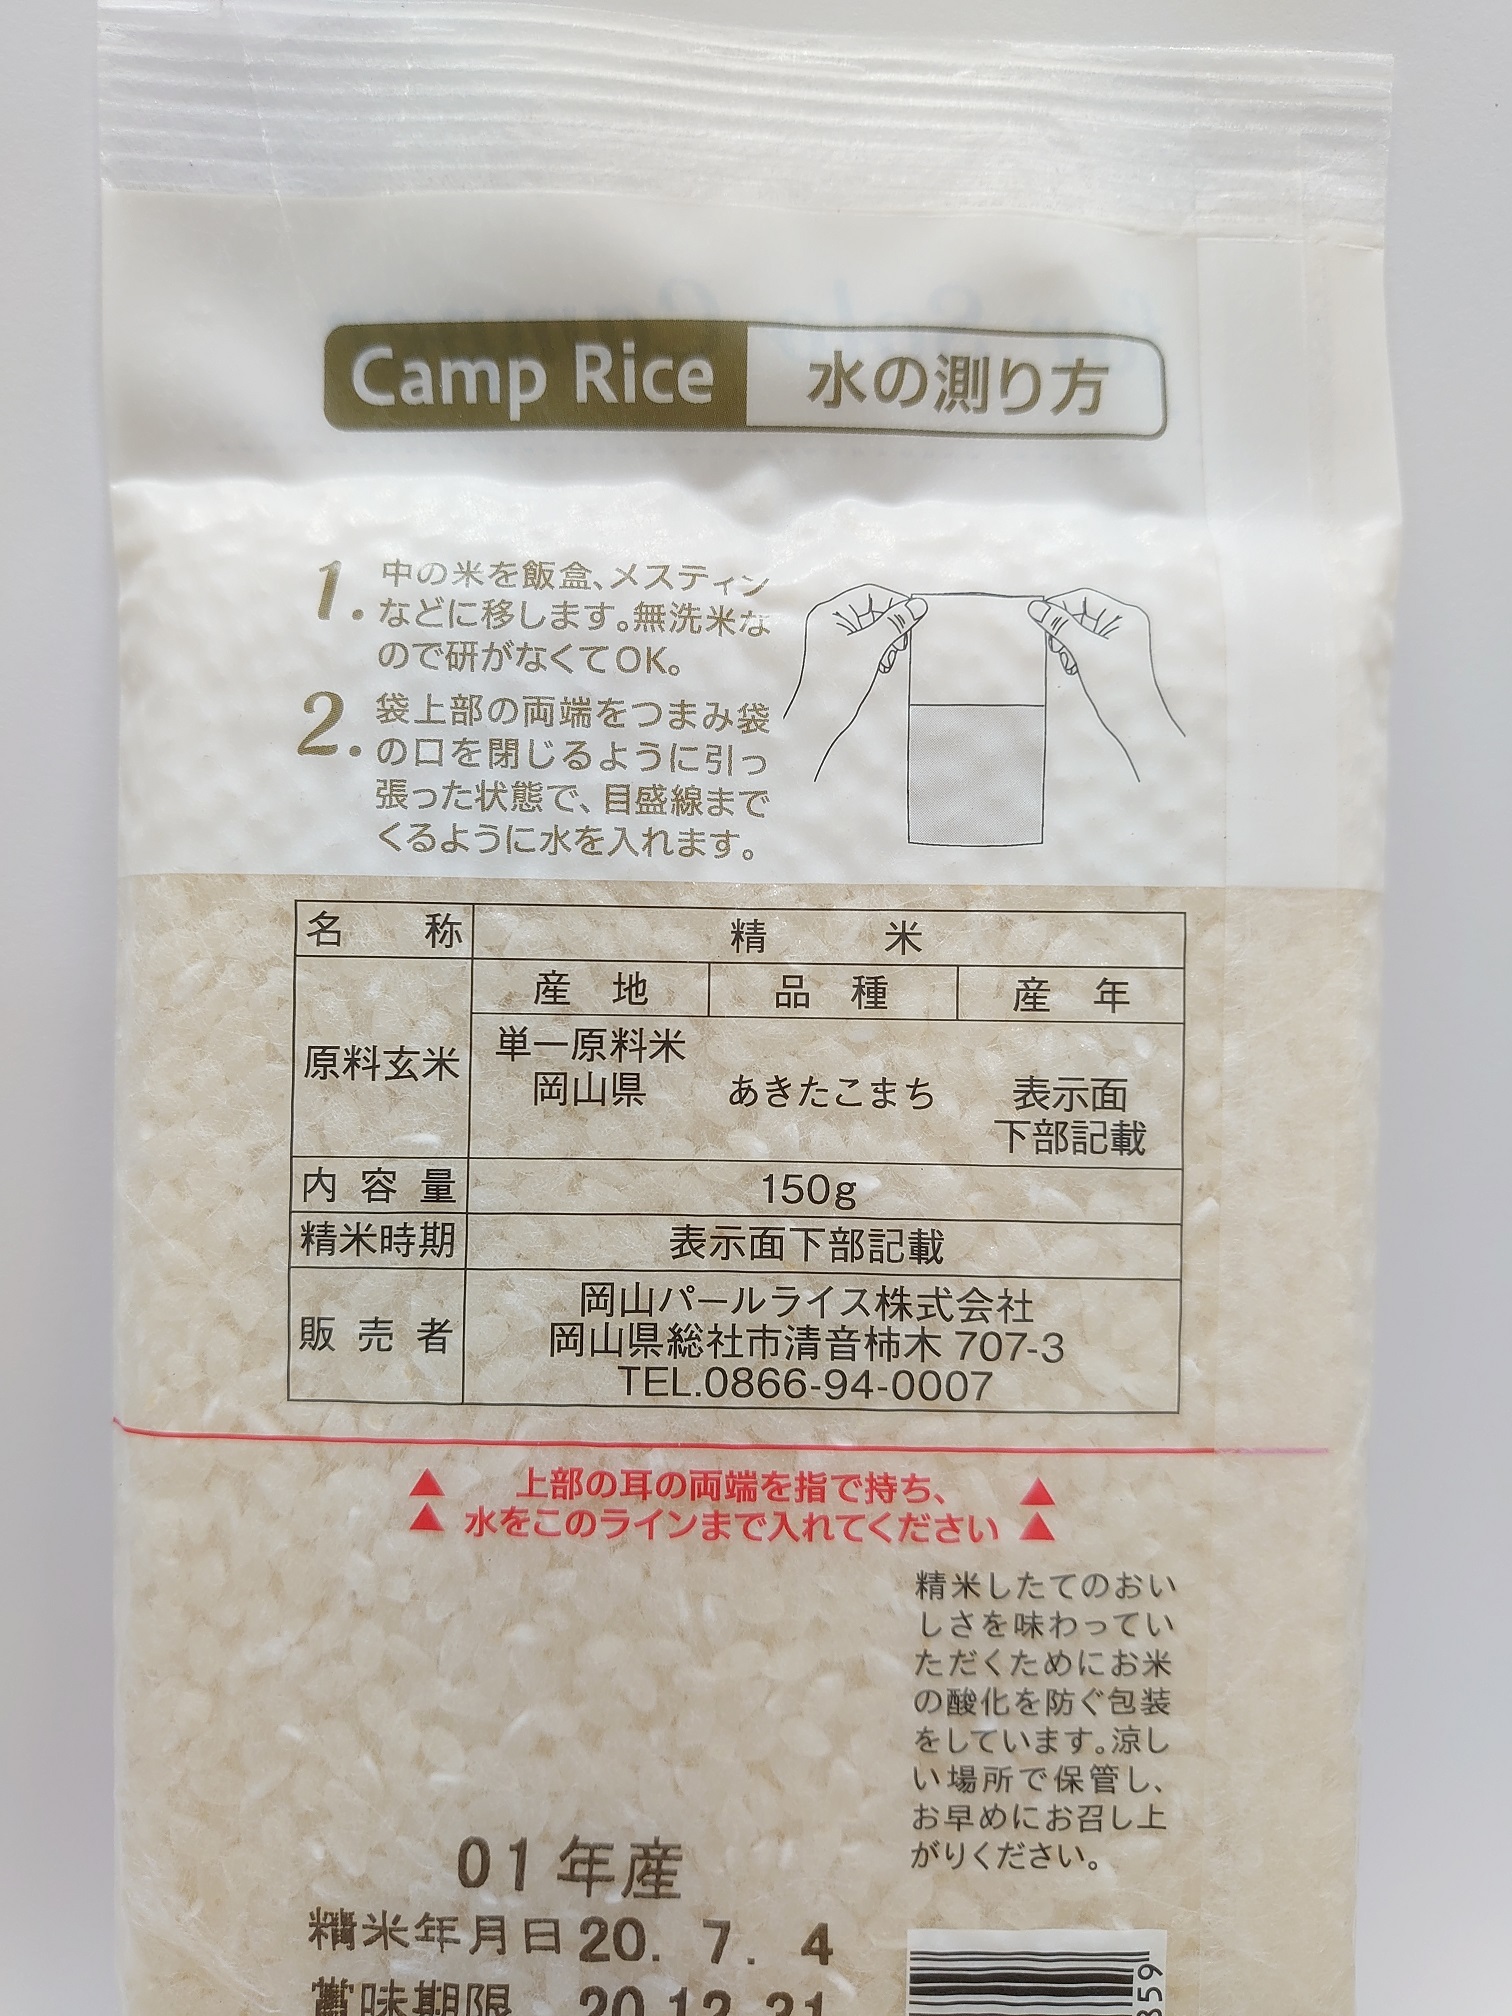 Camp Rice 水の測り方
1. 中の米を飯盒、メスティン
などに移します。無洗米な
ので研がなくてOK。
2. 袋上部の両端をつまみ袋
の口を閉じるように引っ
張った状態で、目盛線まで
くるように水を入れます。
名称 精米
原料玄米 産地 品種 産年
単一原料米
岡山県 あきたこまち 表示面
下部記載
内容量 150g
精米時期 表示面下部記載
販売者 岡山パールライス株式会社
岡山県総社市清音柿木 707-3
TEL.0866-94-0007
▲ 上部の耳の両端を指で持ち、 ▲
▲ 水をこのラインまで入れてください ▲
精米したてのおい
しさを味わってい
ただくためにお米
の酸化を防ぐ包装
をしています。涼し
い場所で保管し、
お早めにお召し上
がりください。
01年産
精米年月日 20. 7. 4
賞味期限 20.12.31